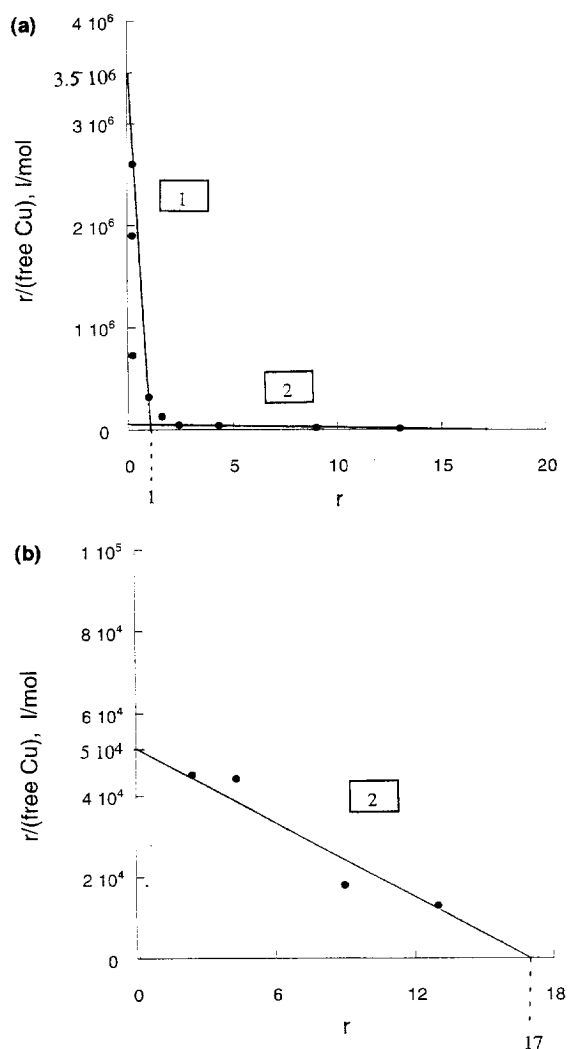 (a)
4 10⁶
3.5 10⁶
3 10⁶
2 10⁶
1 10⁶
0
r/(free Cu), l/mol
1
2
0 5 10 15 20
1
r
(b)
1 10⁵
8 10⁴
6 10⁴
5 10⁴
4 10⁴
2 10⁴
0
r/(free Cu), l/mol
2
0 6 12 18
r
17